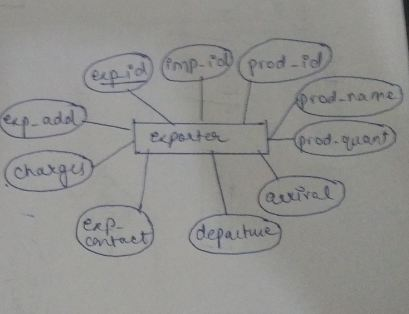 exp_id
imp_id
prod_id
prod_name
exp_add
exporter
prod_quant
charges
arrival
exp_
contact
departure